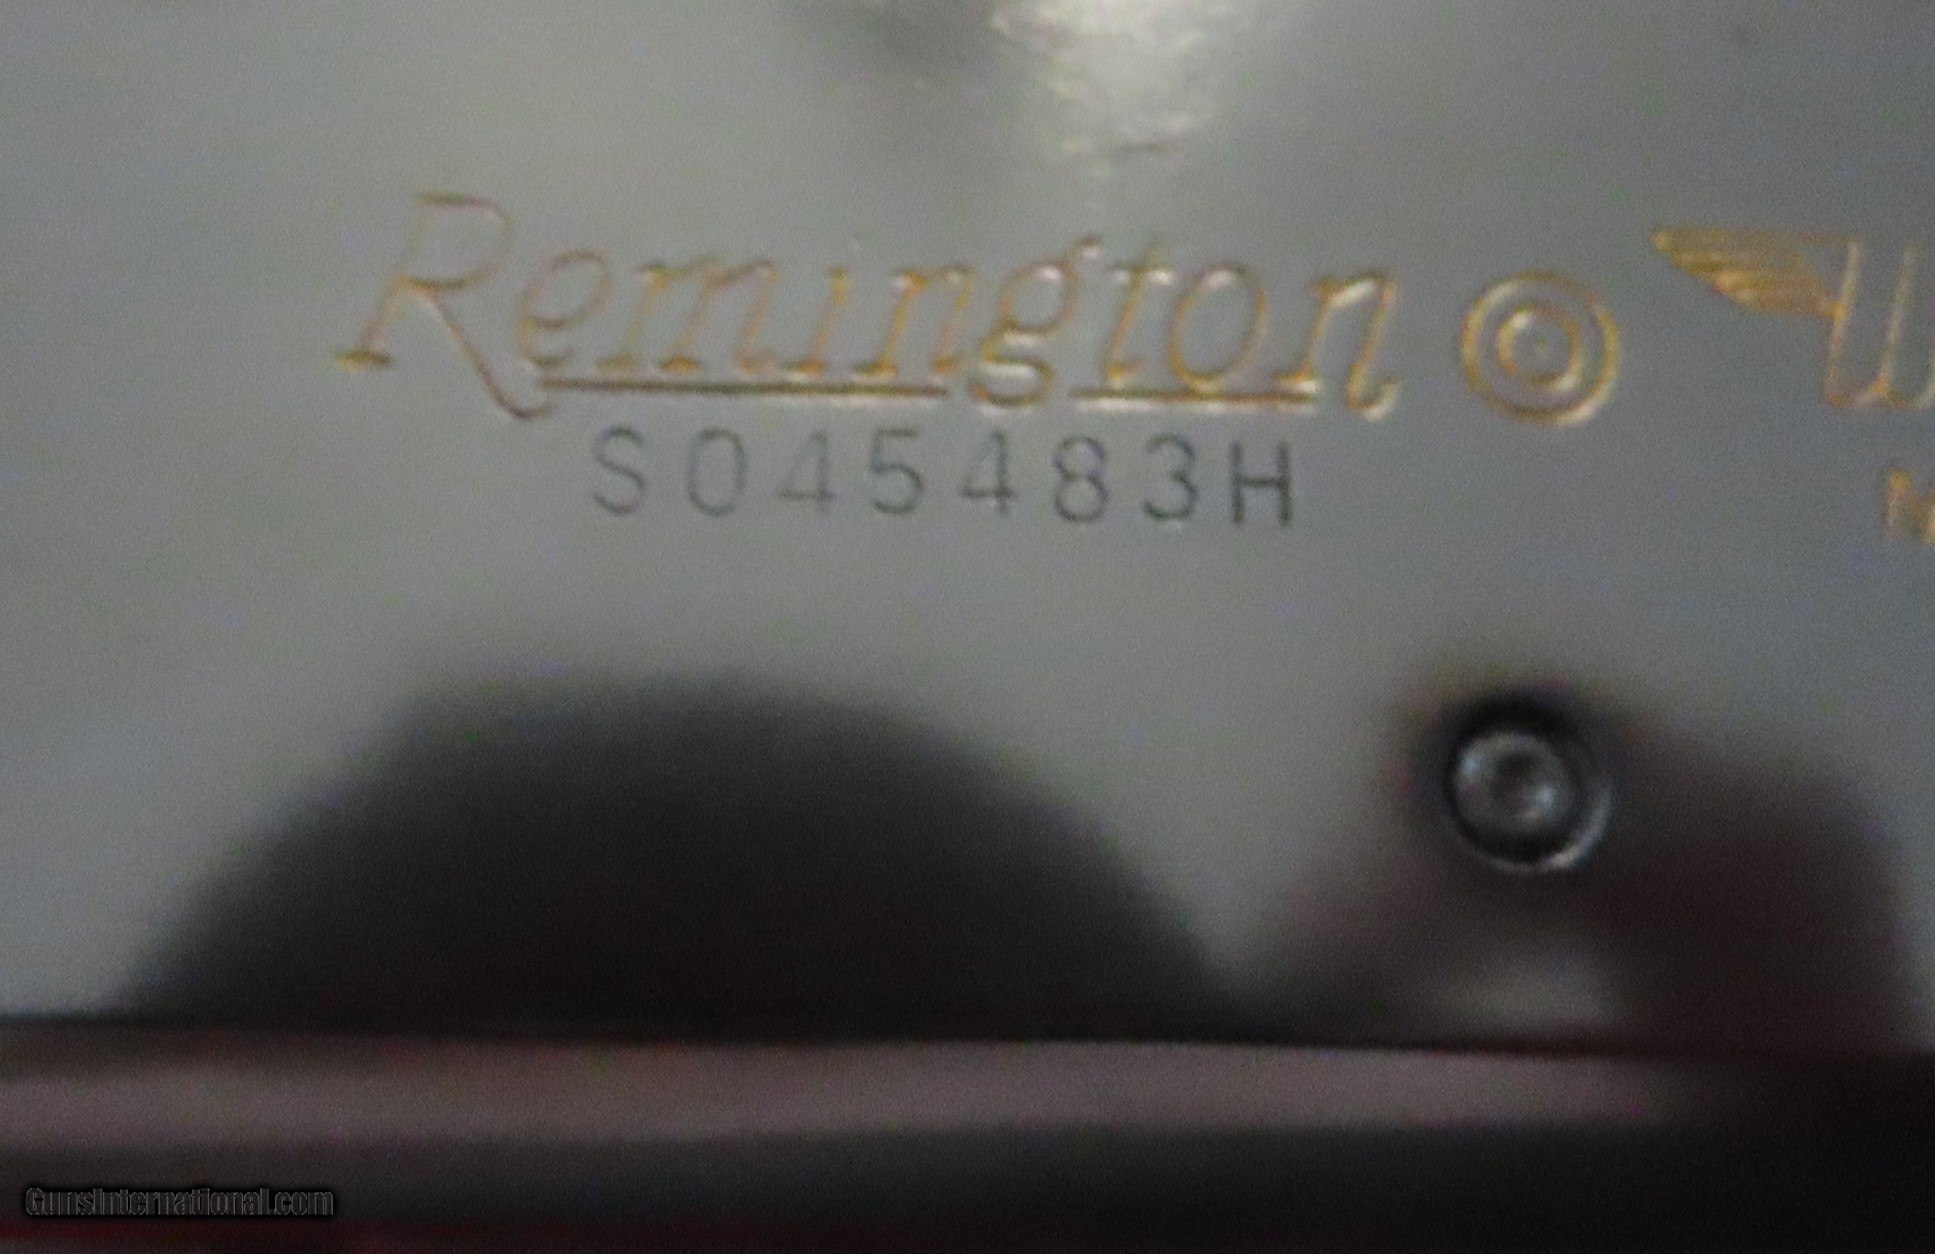 Remington W
S045483H
GunsInternational.com